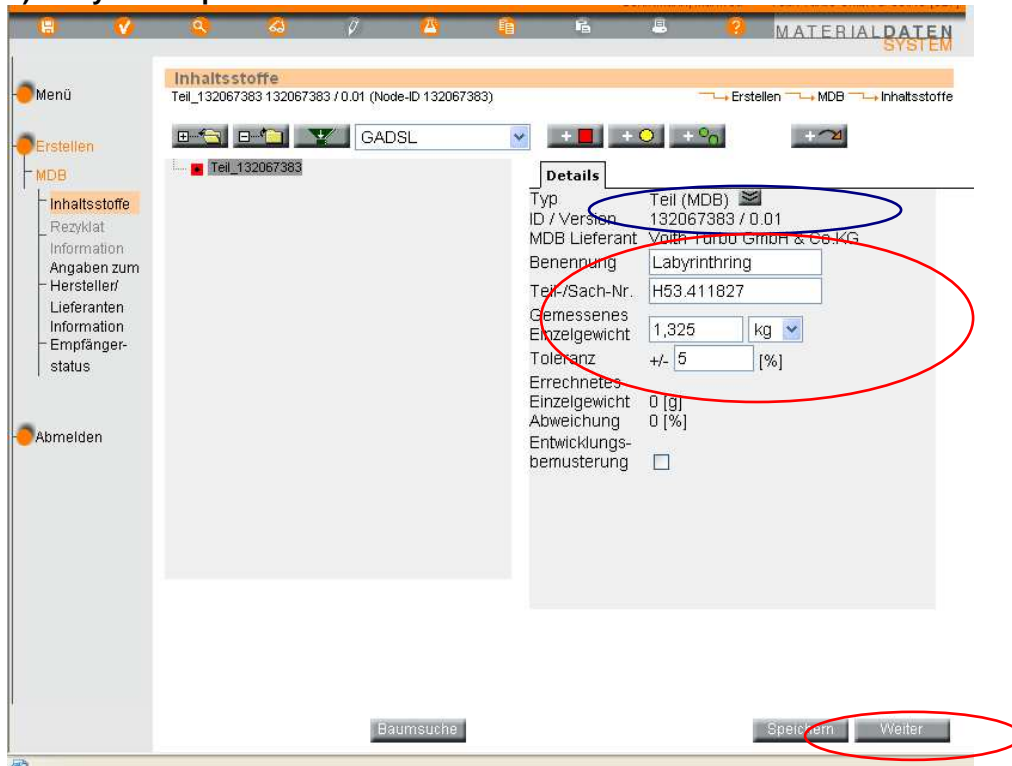 MATERIALDATEN
SYSTEM
Menü
Erstellen
MDB
Inhaltsstoffe
Rezyklat
Information
Angaben zum
Hersteller/
Lieferanten
Information
Empfänger-
status
Abmelden
Inhaltsstoffe
Teil_132067383 132067383 / 0.01 (Node-ID 132067383)
Erstellen MDB Inhaltsstoffe
GADSL
Teil_132067383
Details
Typ Teil (MDB)
ID / Version 132067383 / 0.01
MDB Lieferant Voith Turbo GmbH & Co.KG
Benennung Labyrinthring
Teil-/Sach-Nr. H53.411827
Gemessenes
Einzelgewicht 1,325 kg
Toleranz +/- 5 [%]
Errechnetes
Einzelgewicht 0 [g]
Abweichung 0 [%]
Entwicklungs-
bemusterung
Baumsuche Speichern Weiter